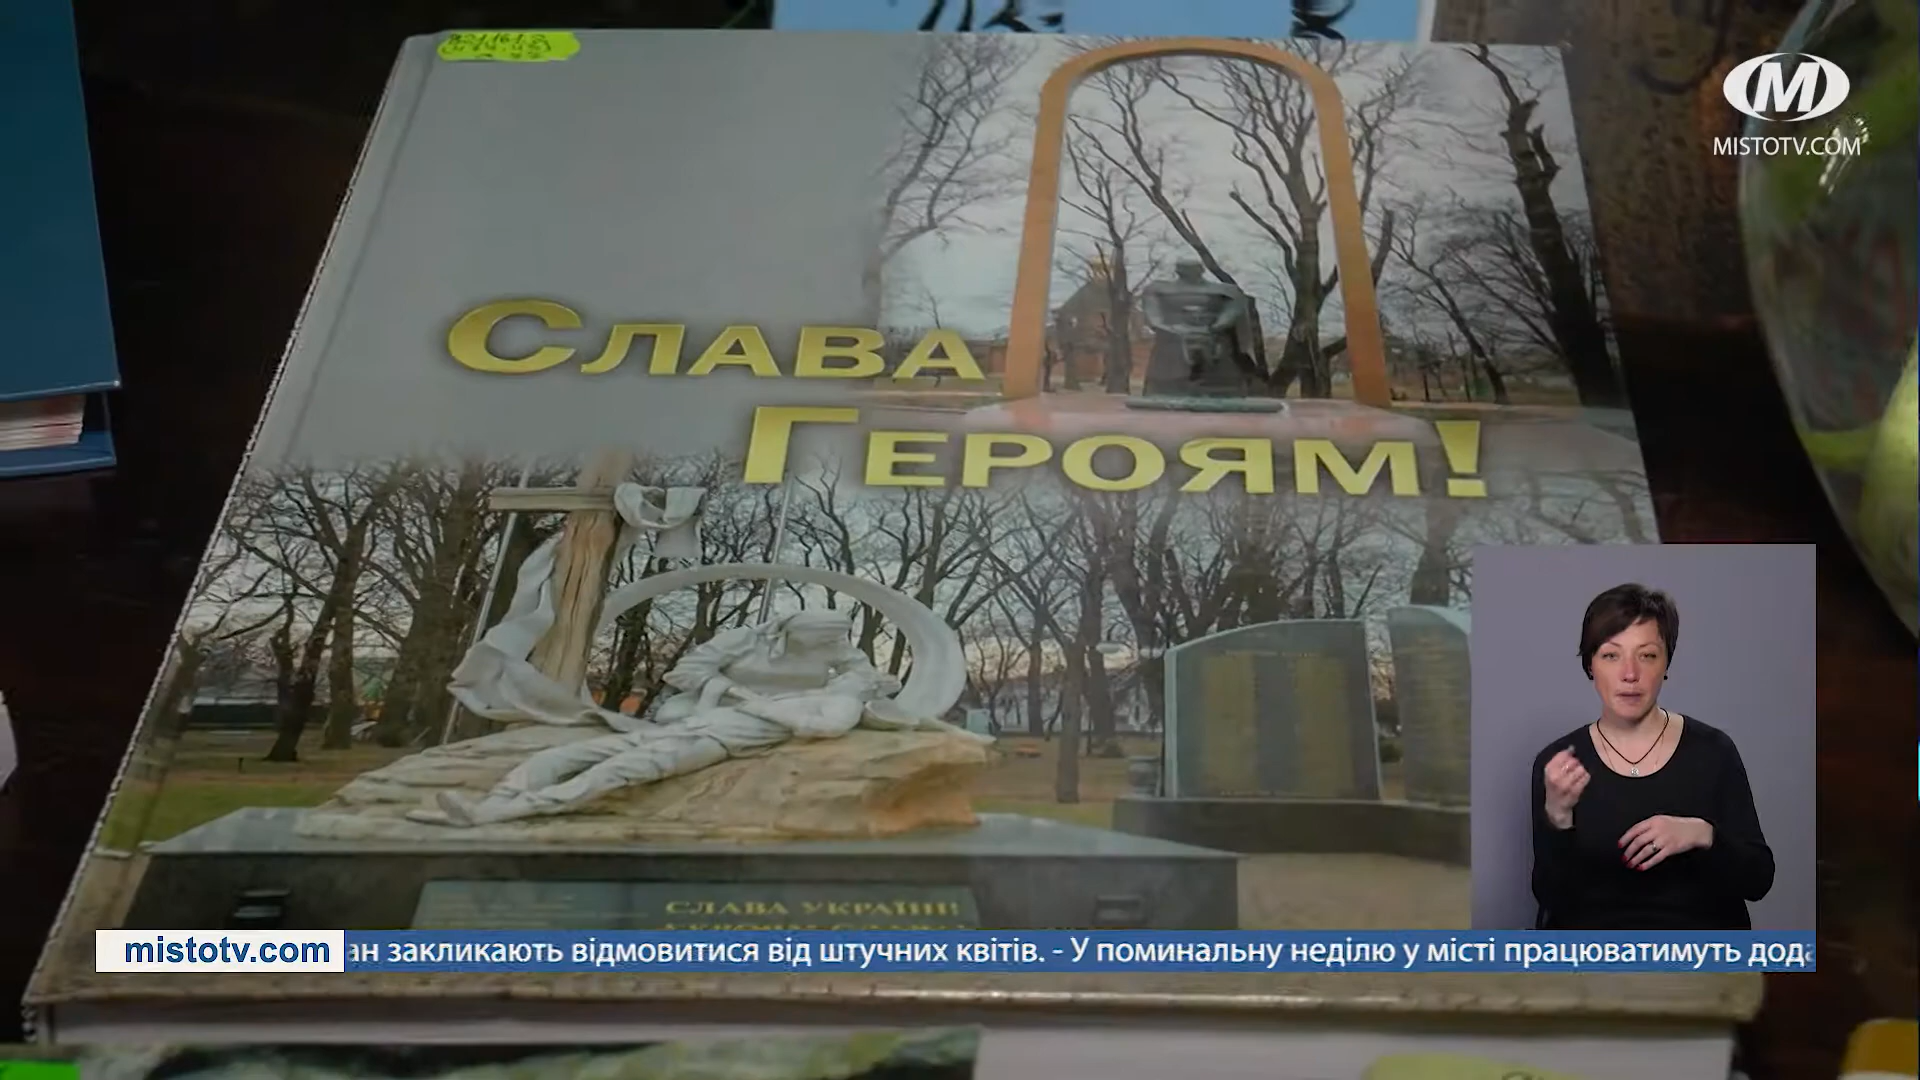 MISTOTV.COM
СЛАВА
ГЕРОЯМ!
СЛАВА УКРАЇНІ!
mistotv.com
ан закликають відмовитися від штучних квітів. - У поминальну неділю у місті працюватимуть дода